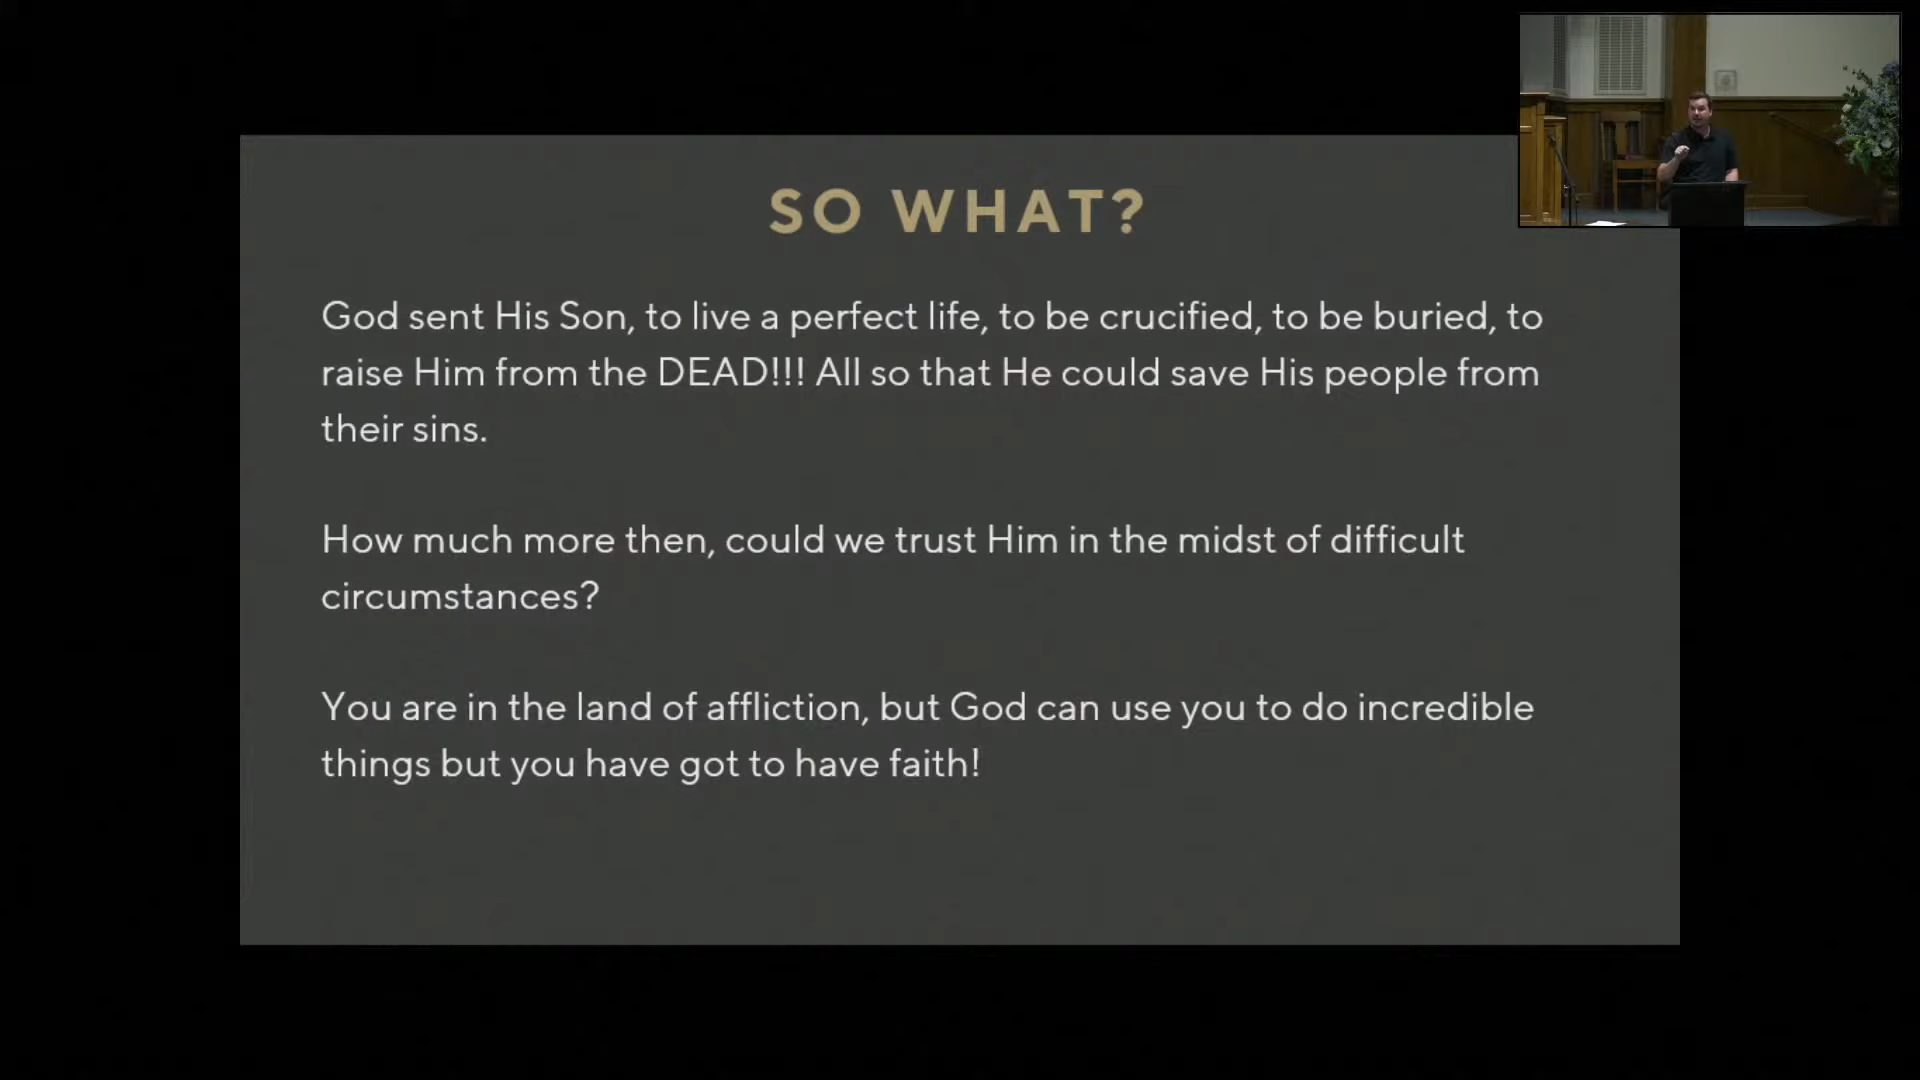 SO WHAT?
God sent His Son, to live a perfect life, to be crucified, to be buried, to
raise Him from the DEAD!!! All so that He could save His people from
their sins.
How much more then, could we trust Him in the midst of difficult
circumstances?
You are in the land of affliction, but God can use you to do incredible
things but you have got to have faith!